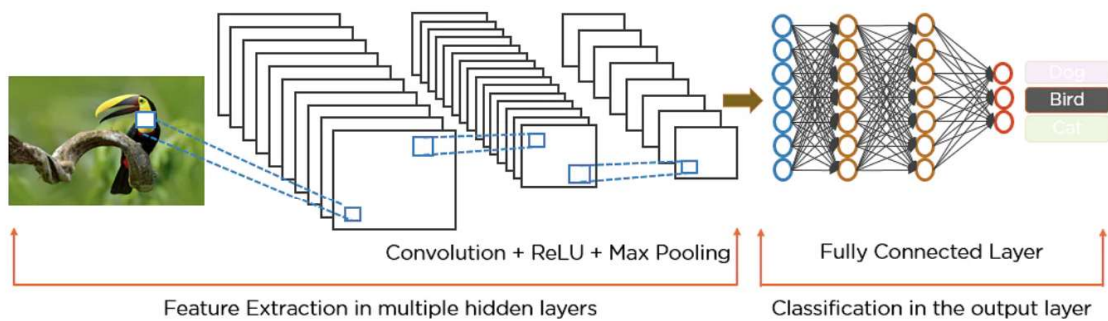 Dog
Bird
Cat
Convolution + ReLU + Max Pooling
Fully Connected Layer
Feature Extraction in multiple hidden layers
Classification in the output layer